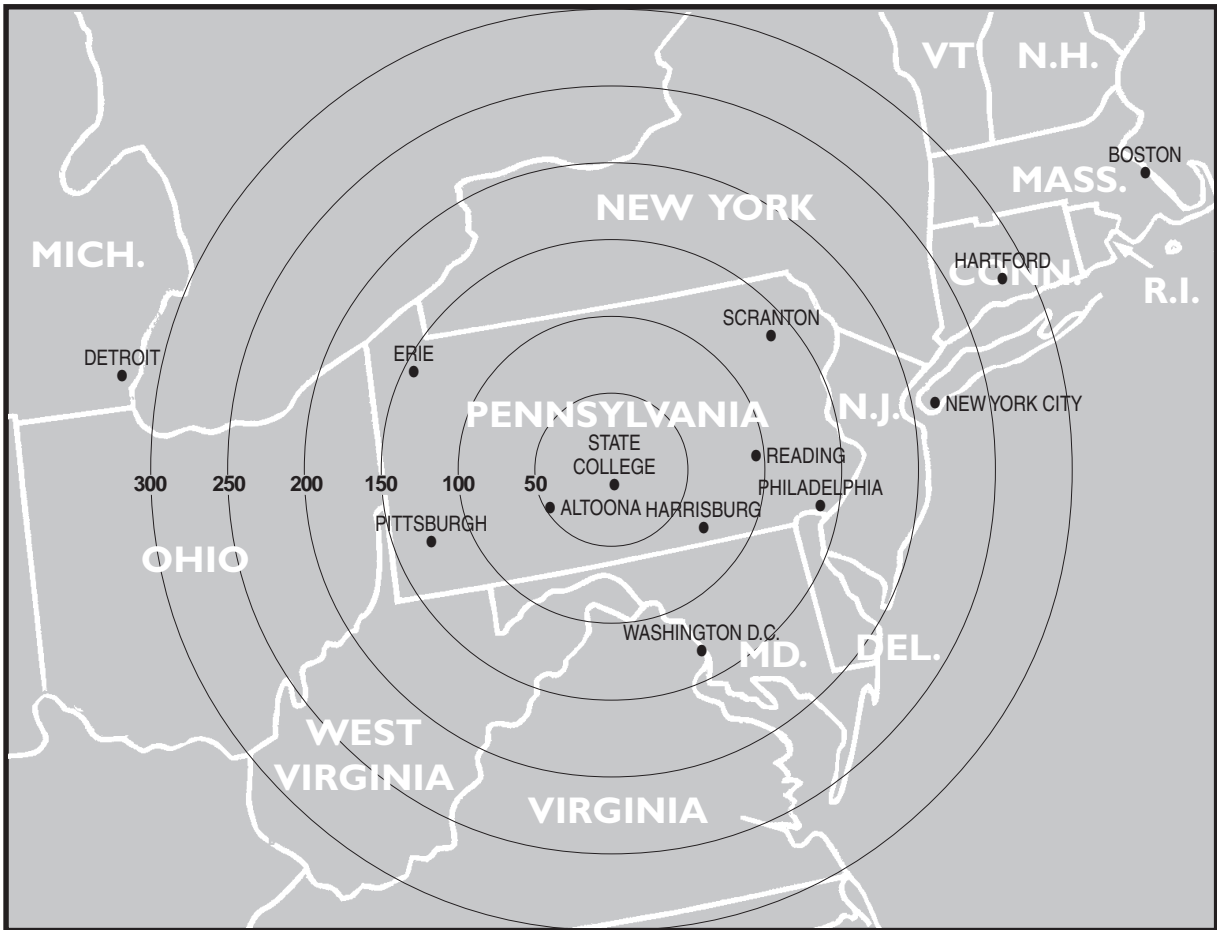 VT
N.H.
BOSTON
MASS.
NEW YORK
MICH.
HARTFORD
CONN.
R.I.
SCRANTON
DETROIT
ERIE
PENNSYLVANIA
N.J.
NEW YORK CITY
STATE
COLLEGE
READING
300
250
200
150
100
50
PHILADELPHIA
ALTOONA
HARRISBURG
PITTSBURGH
OHIO
WASHINGTON D.C.
MD.
DEL.
WEST
VIRGINIA
VIRGINIA